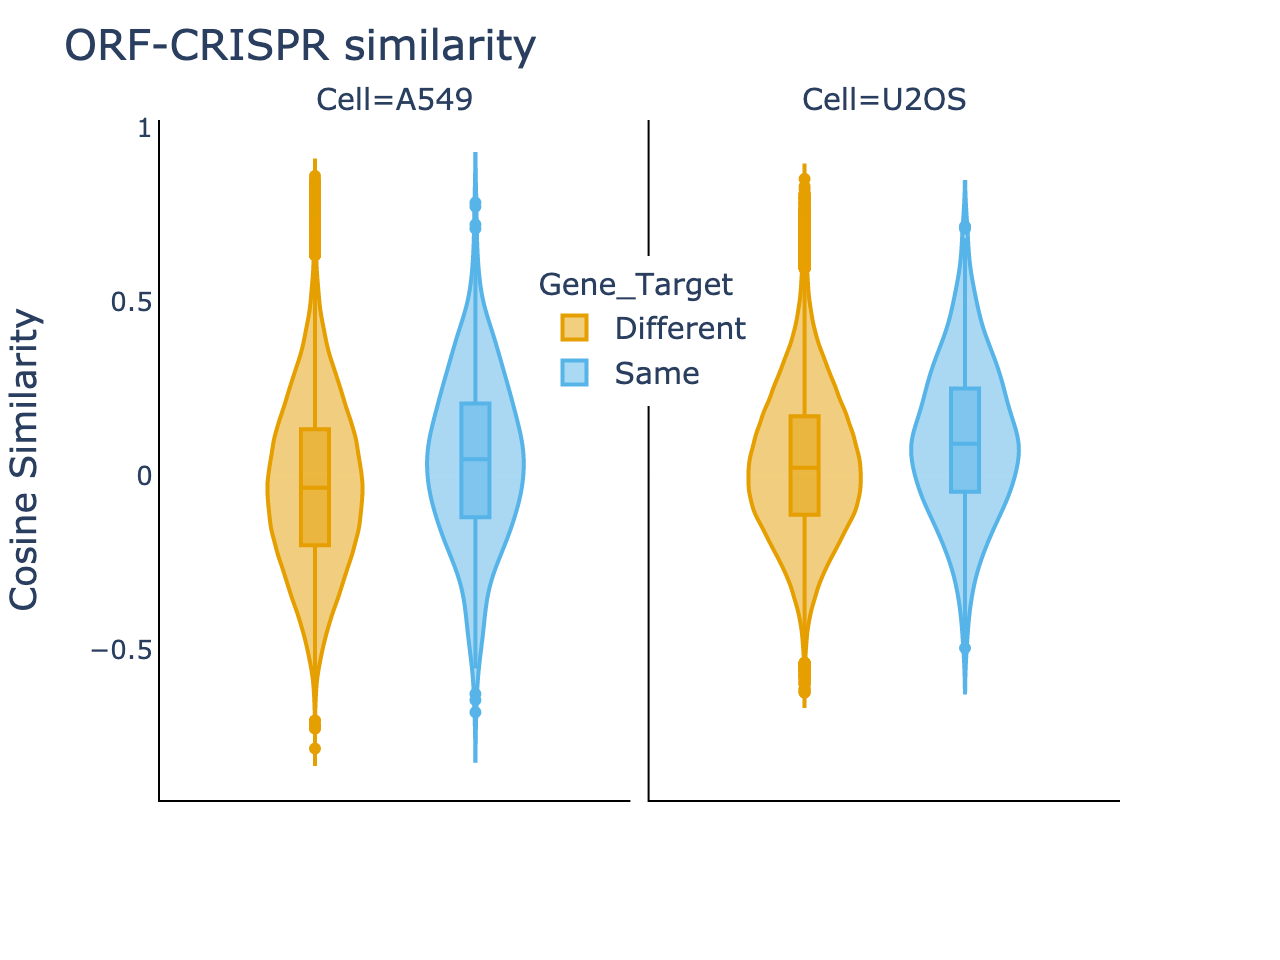 ORF-CRISPR similarity
Cell=A549
Cell=U2OS
1
0.5
0
−0.5
Cosine Similarity
Gene_Target
Different
Same